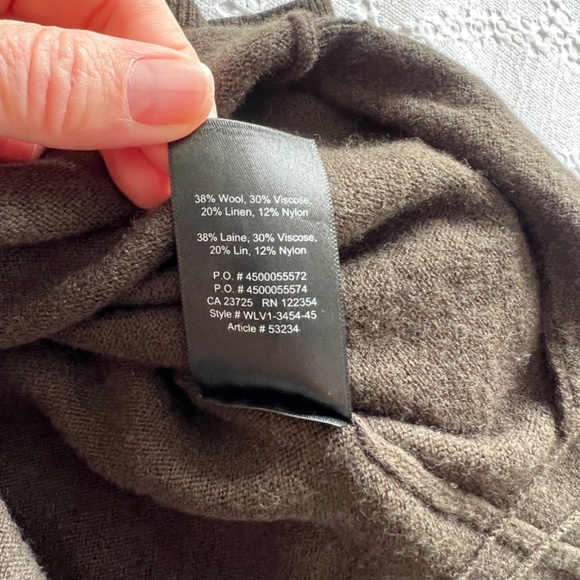 38% Wool, 30% Viscose,
20% Linen, 12% Nylon
38% Laine, 30% Viscose,
20% Lin, 12% Nylon
P.O. # 4500055572
P.O. # 4500055574
CA 23725 RN 122354
Style # WLV1-3454-45
Article # 53234